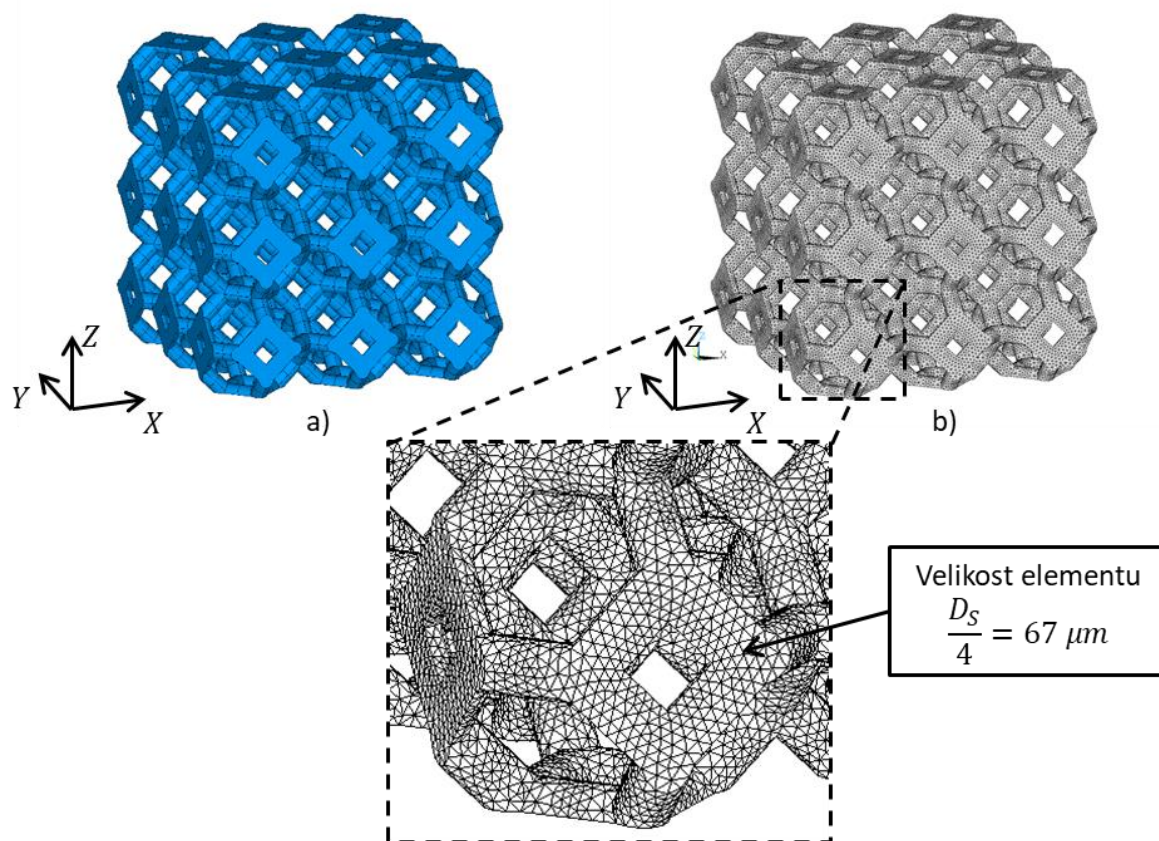 Z
Y
X
a)
Z
Z
X
Y
X
b)
Velikost elementu
D_S/4 = 67 μm